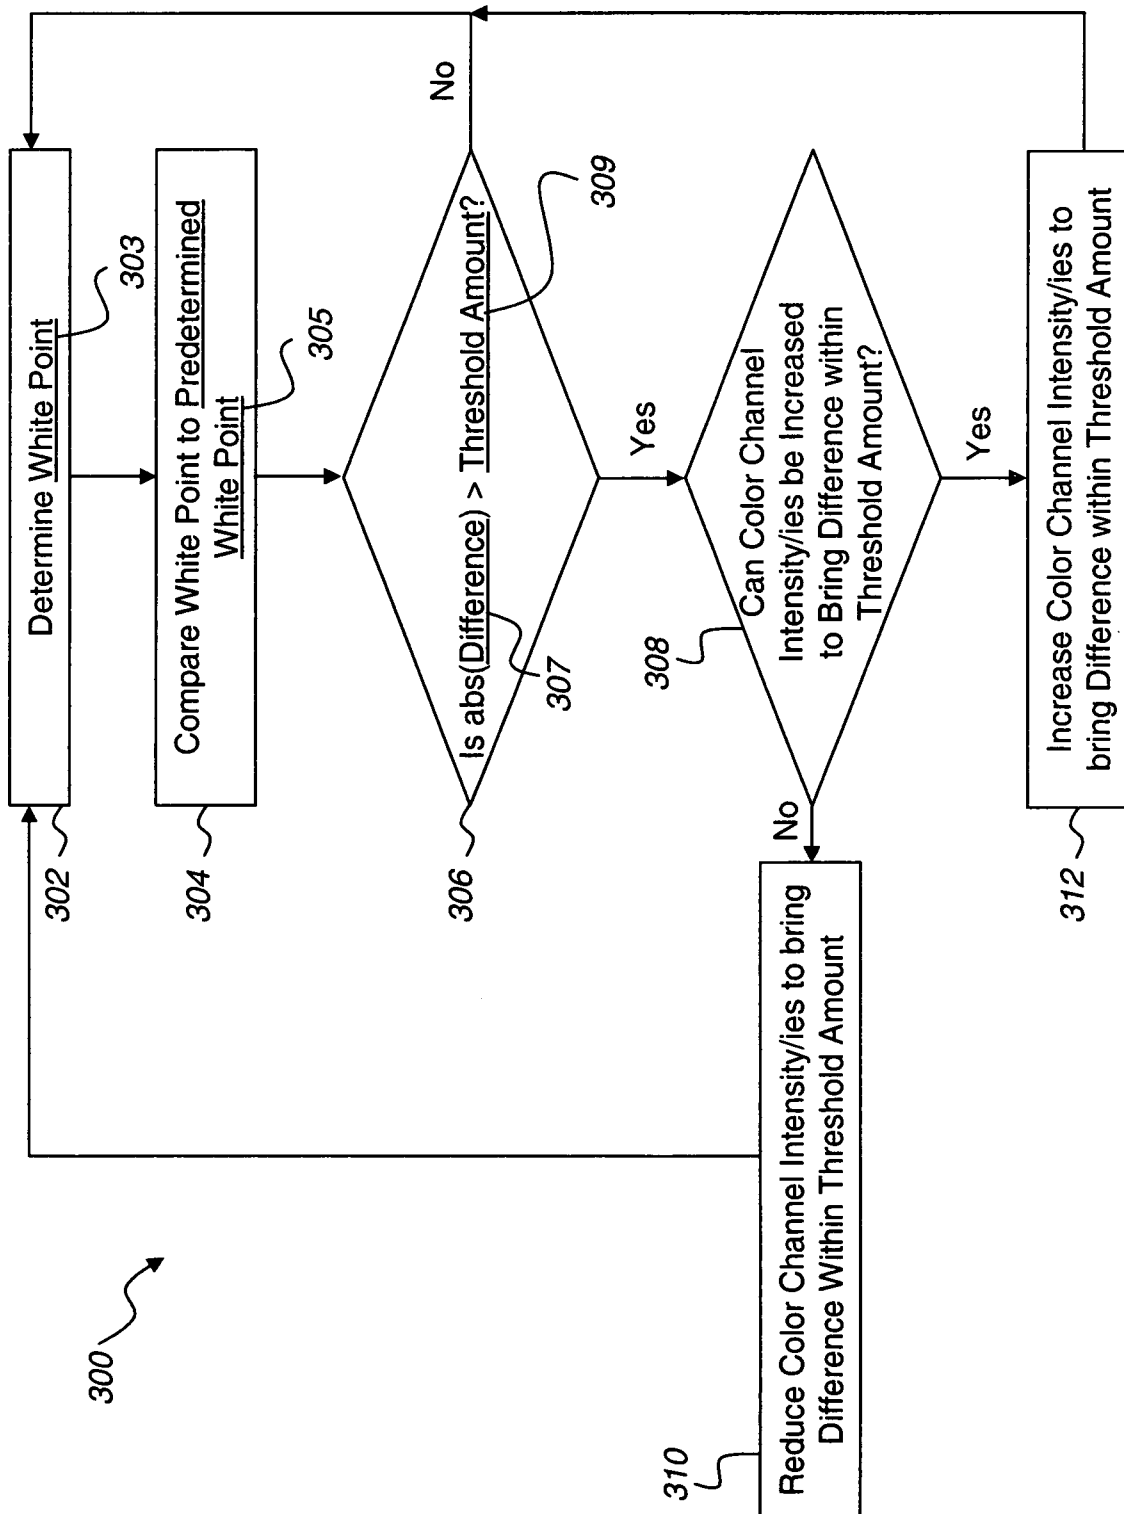 300
302
Determine White Point
303
304
Compare White Point to Predetermined
White Point
305
306
Is abs(Difference) > Threshold Amount?
307
309
No
Yes
308
Can Color Channel
Intensity/ies be Increased
to Bring Difference within
Threshold Amount?
No
Yes
310
Reduce Color Channel Intensity/ies to bring
Difference Within Threshold Amount
312
Increase Color Channel Intensity/ies to
bring Difference within Threshold Amount